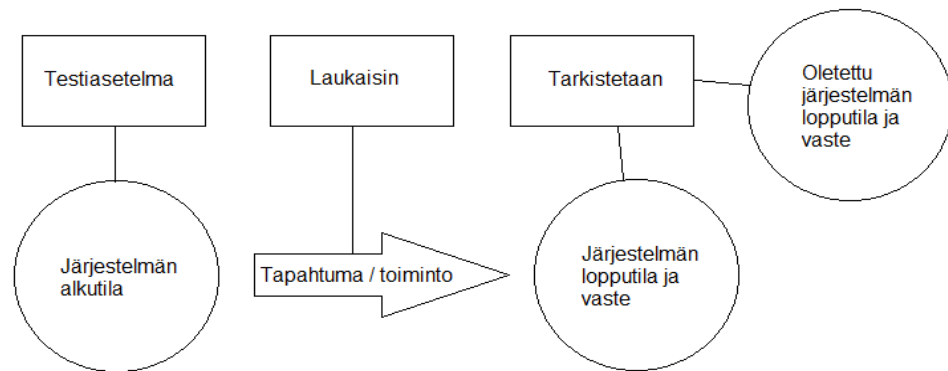 Testiasetelma
Laukaisin
Tarkistetaan
Oletettu
järjestelmän
lopputila ja
vaste
Järjestelmän
alkutila
Tapahtuma / toiminto
Järjestelmän
lopputila ja
vaste